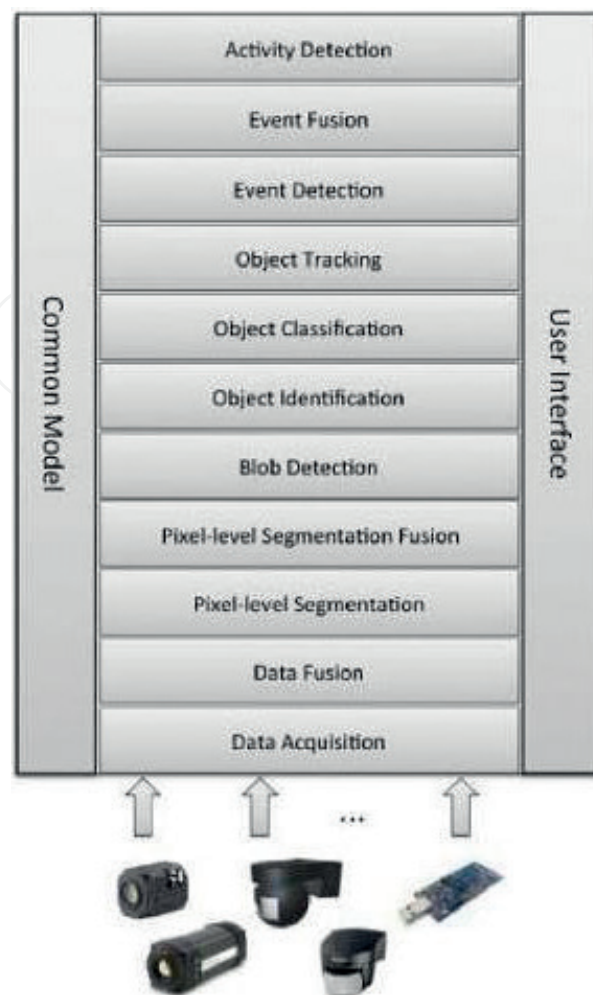 Activity Detection
Event Fusion
Event Detection
Object Tracking
Object Classification
Object Identification
Blob Detection
Pixel-level Segmentation Fusion
Pixel-level Segmentation
Data Fusion
Data Acquisition
Common Model
User Interface
...